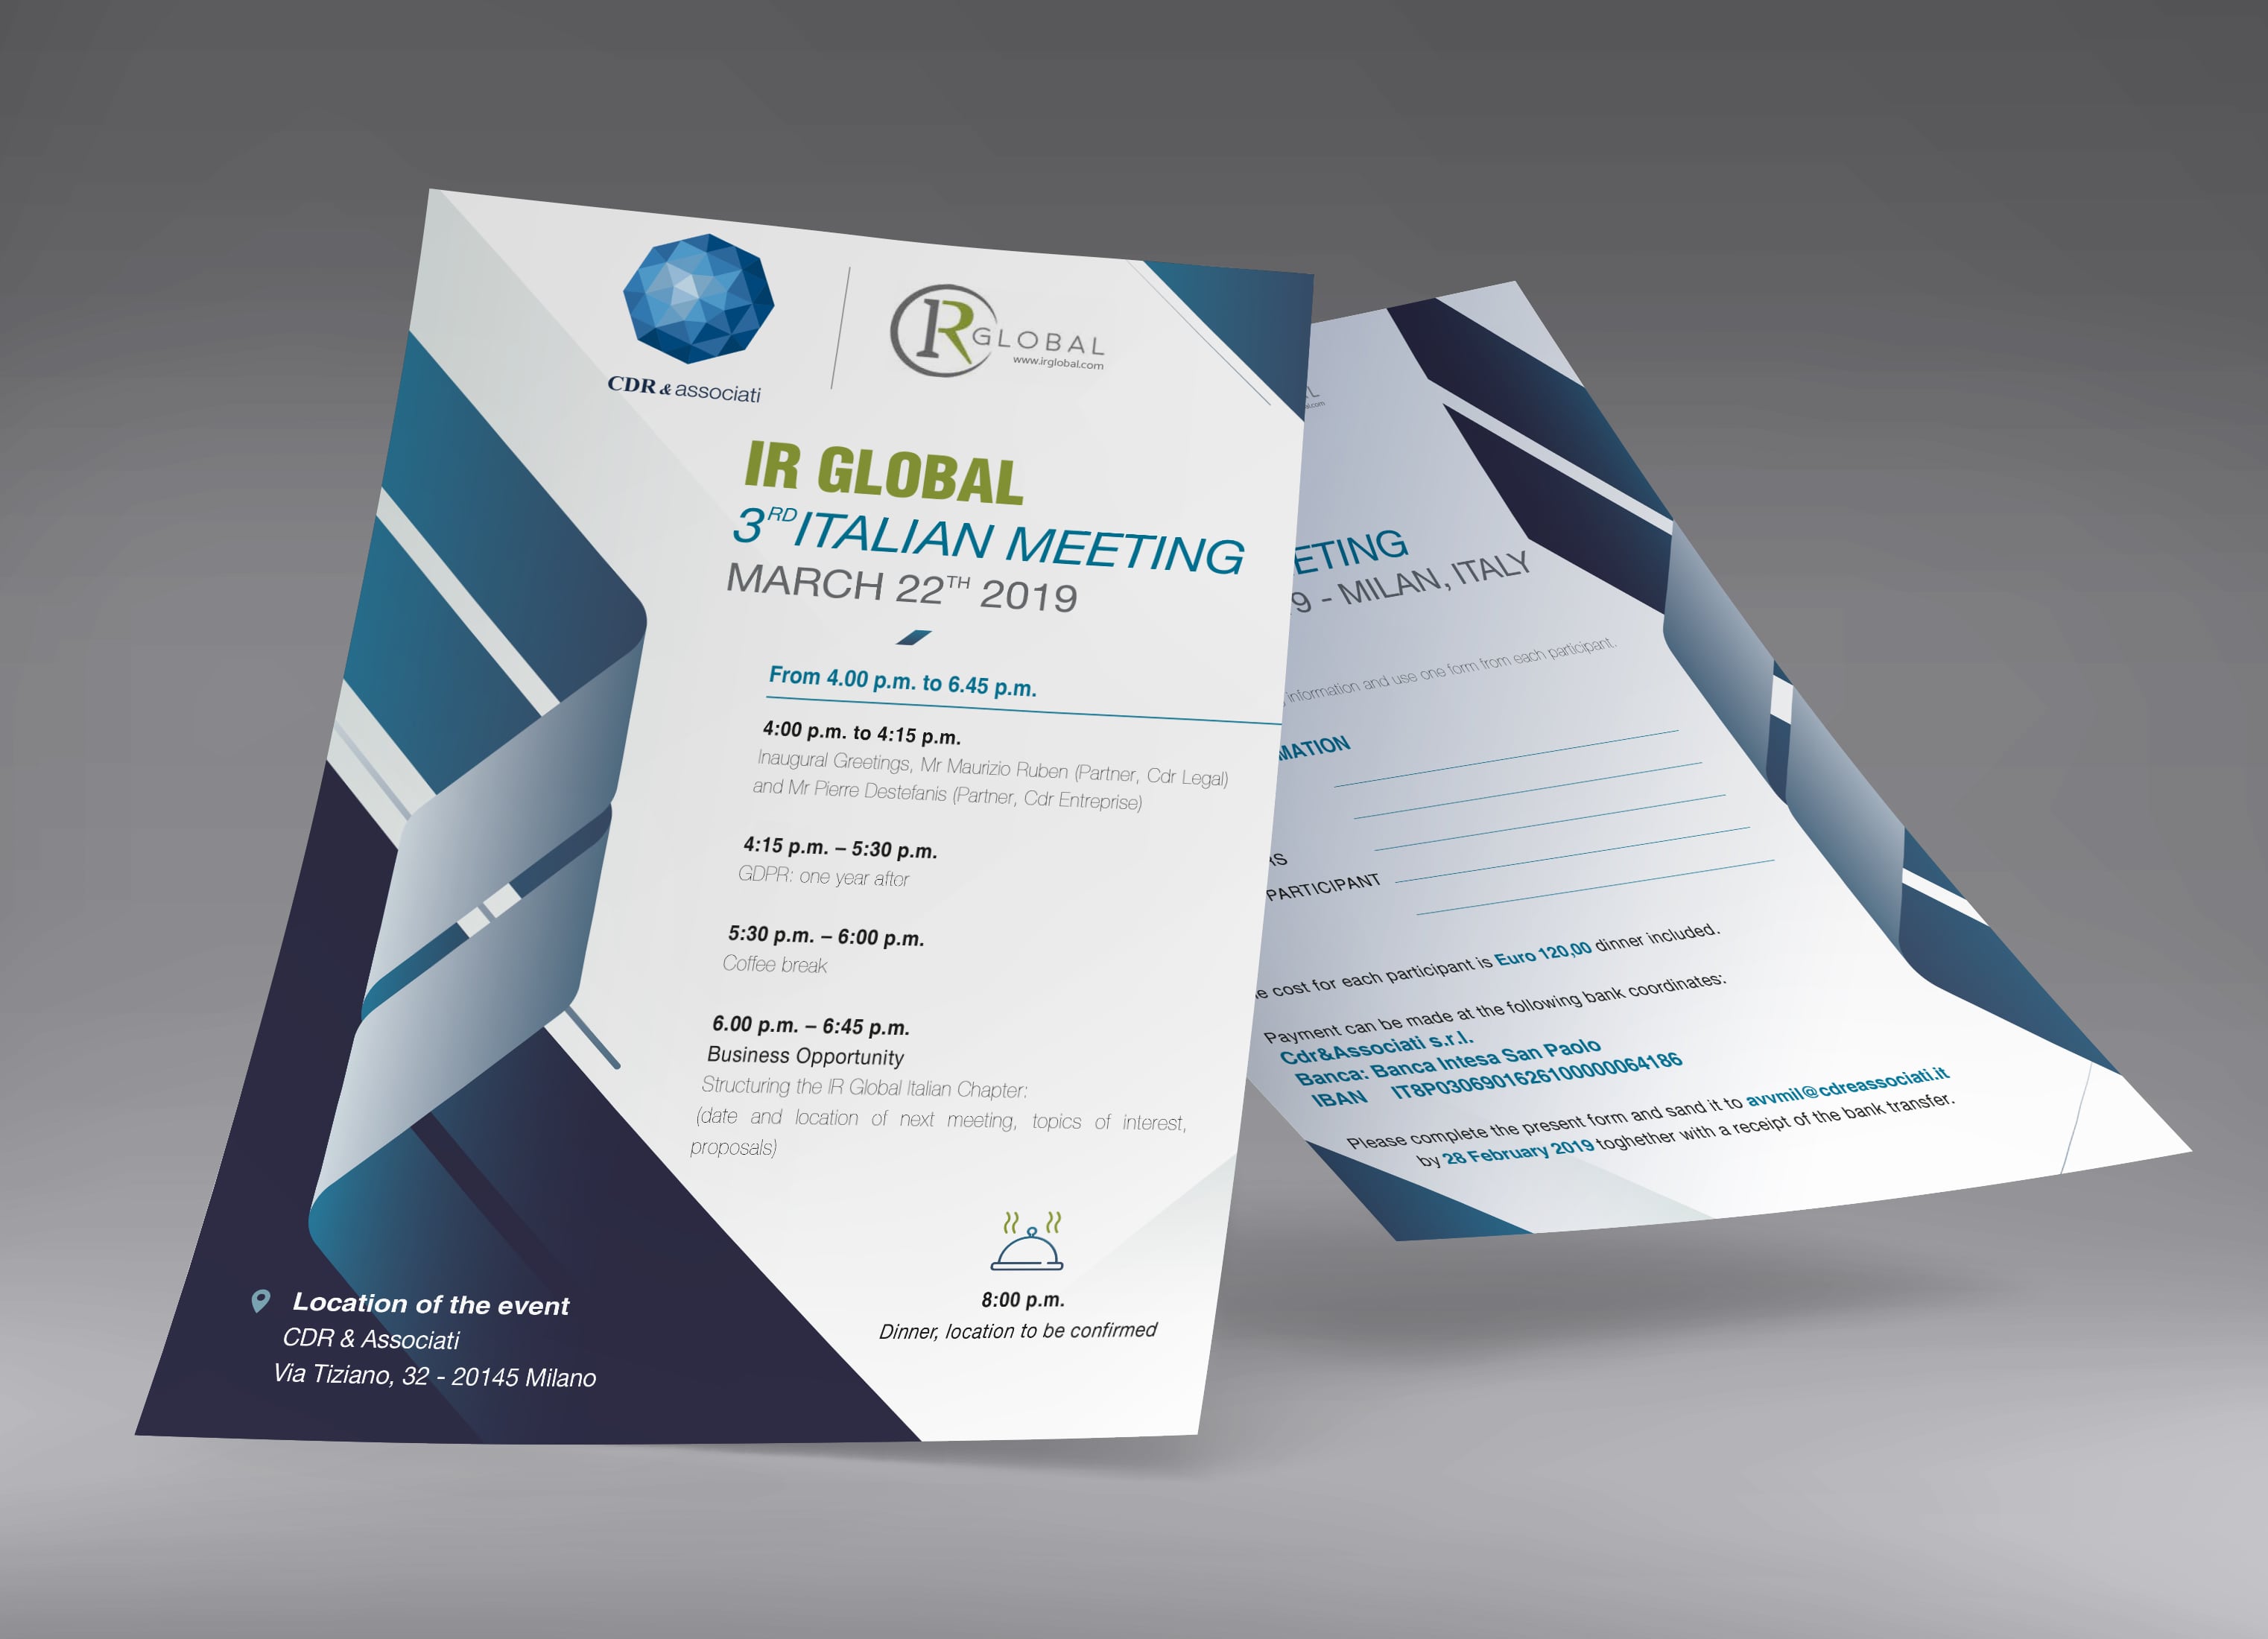 CDR & associati
IR GLOBAL
www.irglobal.com
IR GLOBAL
3RD ITALIAN MEETING
MARCH 22TH 2019
From 4.00 p.m. to 6.45 p.m.
4:00 p.m. to 4:15 p.m.
Inaugural Greetings, Mr Maurizio Ruben (Partner, Cdr Legal)
and Mr Pierre Destefanis (Partner, Cdr Entreprise)
4:15 p.m. – 5:30 p.m.
GDPR: one year after
5:30 p.m. – 6:00 p.m.
Coffee break
6.00 p.m. – 6:45 p.m.
Business Opportunity
Structuring the IR Global Italian Chapter:
(date and location of next meeting, topics of interest,
proposals)
8:00 p.m.
Dinner, location to be confirmed
Location of the event
CDR & Associati
Via Tiziano, 32 - 20145 Milano
ETING
9 - MILAN, ITALY
information and use one form from each participant.
MATION
PARTICIPANT
cost for each participant is Euro 120,00 dinner included.
Payment can be made at the following bank coordinates:
Cdr&Associati s.r.l.
Banca: Banca Intesa San Paolo
IBAN IT8P0306901626100000064186
Please complete the present form and sand it to avvmil@cdreassociati.it
by 28 February 2019 toghether with a receipt of the bank transfer.